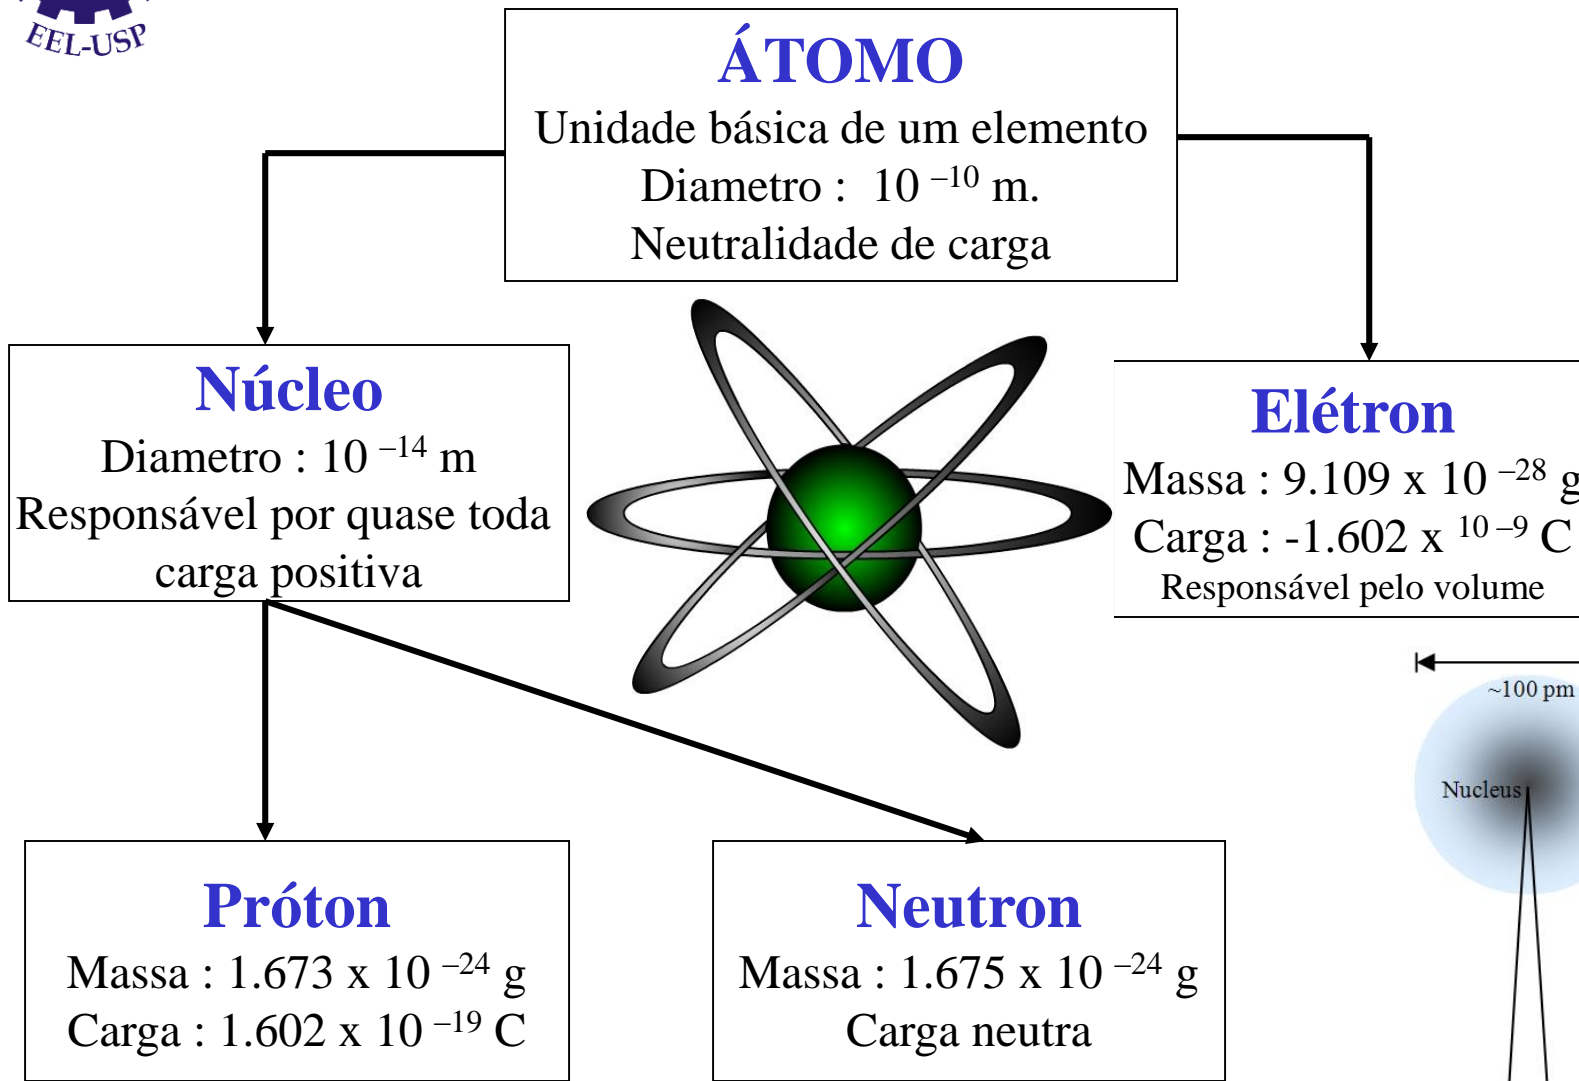 EEL-USP
ÁTOMO
Unidade básica de um elemento
Diametro : 10 –10 m.
Neutralidade de carga
Núcleo
Diametro : 10 –14 m
Responsável por quase toda
carga positiva
Elétron
Massa : 9.109 x 10 –28 g
Carga : -1.602 x 10 –9 C
Responsável pelo volume
~100 pm
Nucleus
Próton
Massa : 1.673 x 10 –24 g
Carga : 1.602 x 10 –19 C
Neutron
Massa : 1.675 x 10 –24 g
Carga neutra